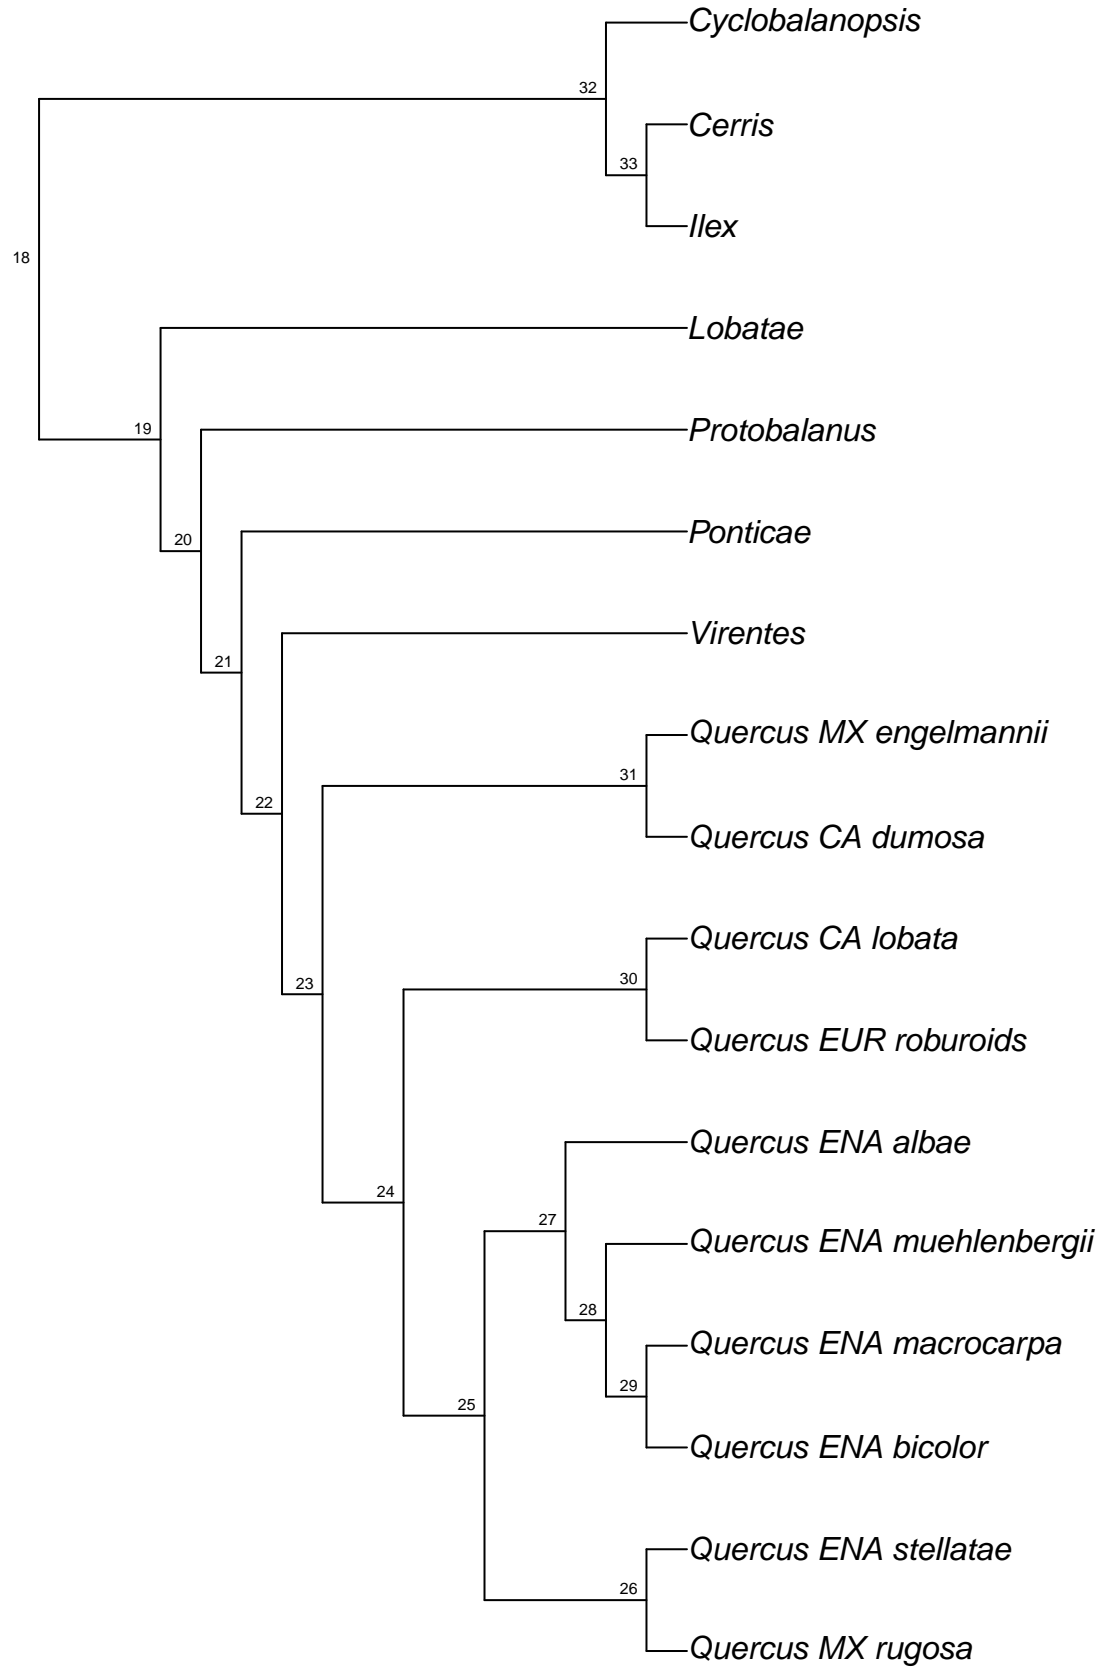 Cyclobalanopsis
32
Cerris
33
Ilex
18
Lobatae
19
Protobalanus
20
Ponticae
21
Virentes
22
Quercus MX engelmannii
31
Quercus CA dumosa
23
Quercus CA lobata
30
Quercus EUR roburoids
24
Quercus ENA albae
27
Quercus ENA muehlenbergii
28
Quercus ENA macrocarpa
29
25
Quercus ENA bicolor
Quercus ENA stellatae
26
Quercus MX rugosa